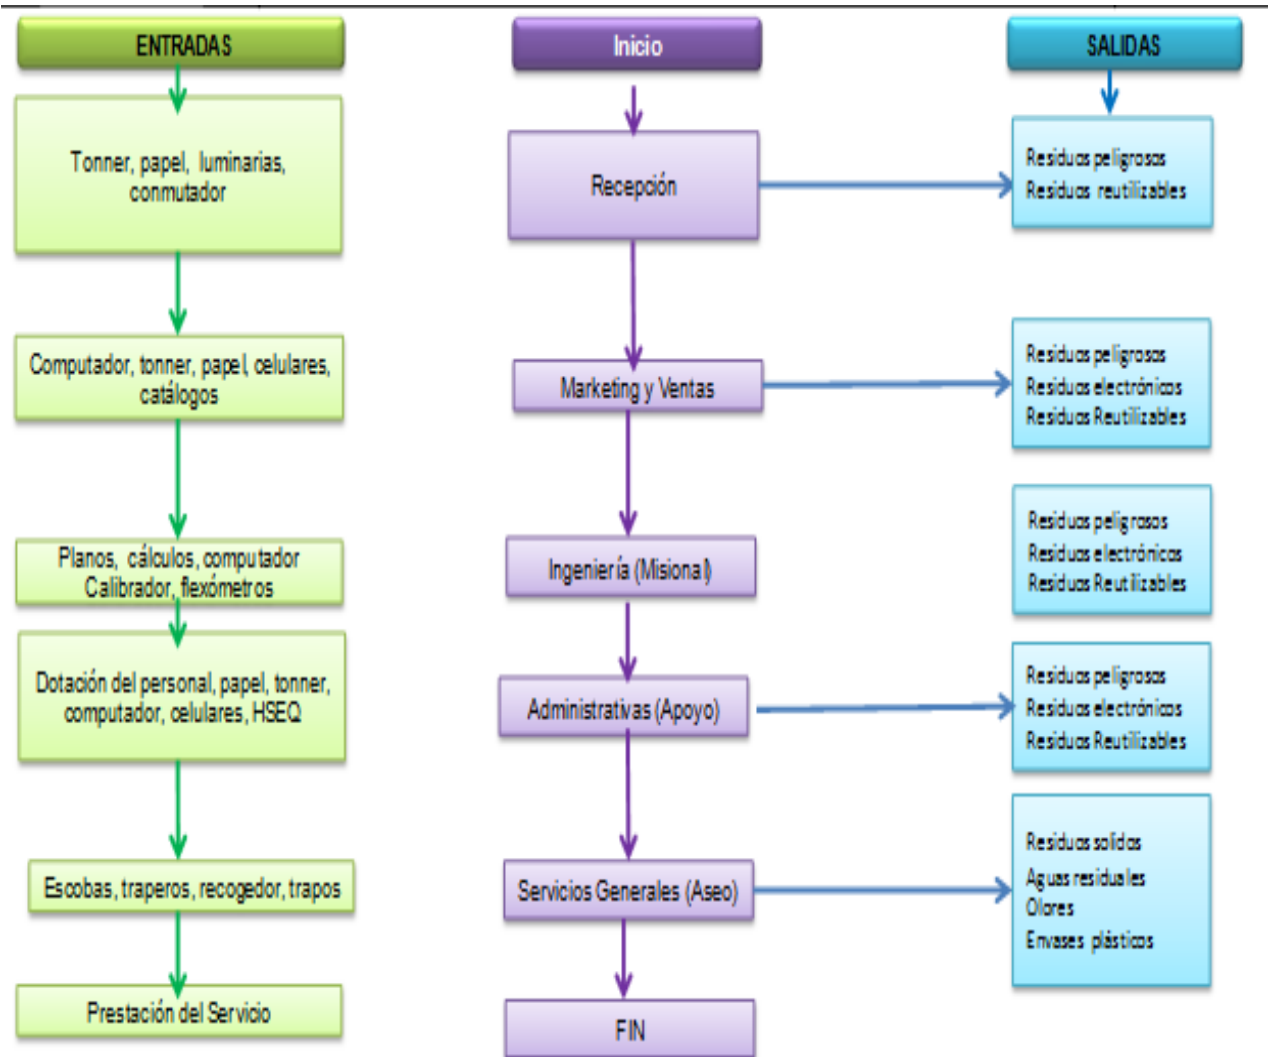 ENTRADAS
Tonner, papel, luminarias,
conmutador
Computador, tonner, papel, celulares,
catálogos
Planos, cálculos, computador
Calibrador, flexómetros
Dotación del personal, papel, tonner,
computador, celulares, HSEQ
Escobas, traperos, recogedor, trapos
Prestación del Servicio
Inicio
Recepción
Marketing y Ventas
Ingeniería (Misional)
Administrativas (Apoyo)
Servicios Generales (Aseo)
FIN
SALIDAS
Residuos peligrosos
Residuos reutilizables
Residuos peligrosos
Residuos electrónicos
Residuos Reutilizables
Residuos peligrosos
Residuos electrónicos
Residuos Reutilizables
Residuos peligrosos
Residuos electrónicos
Residuos Reutilizables
Residuos solidos
Aguas residuales
Olores
Envases plásticos